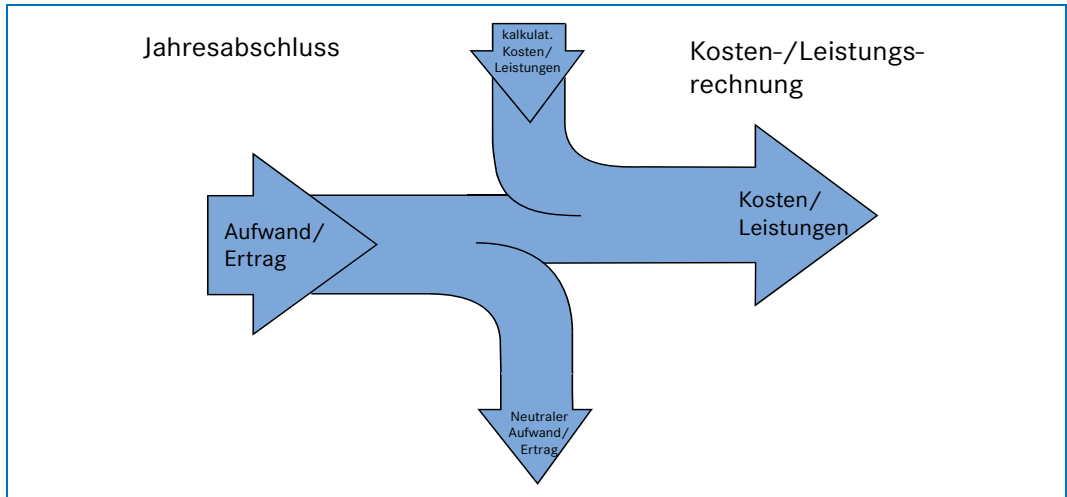 Jahresabschluss
kalkulat.
Kosten/
Leistungen
Kosten-/Leistungs-
rechnung
Aufwand/
Ertrag
Kosten/
Leistungen
Neutraler
Aufwand/
Ertrag